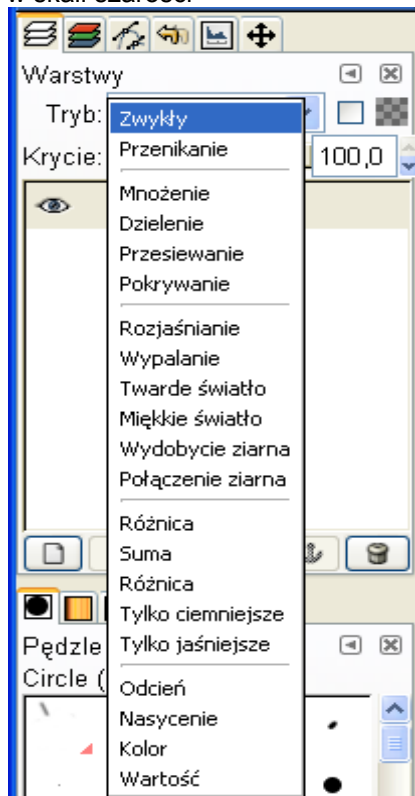 Warstwy
Tryb:
Zwykły
Przenikanie
Krycie:
100,0
Mnożenie
Dzielenie
Przesiewanie
Pokrywanie
Rozjaśnianie
Wypalanie
Twarde światło
Miękkie światło
Wydobycie ziarna
Połączenie ziarna
Różnica
Suma
Różnica
Tylko ciemniejsze
Tylko jaśniejsze
Pędzle
Circle (
Odcień
Nasycenie
Kolor
Wartość